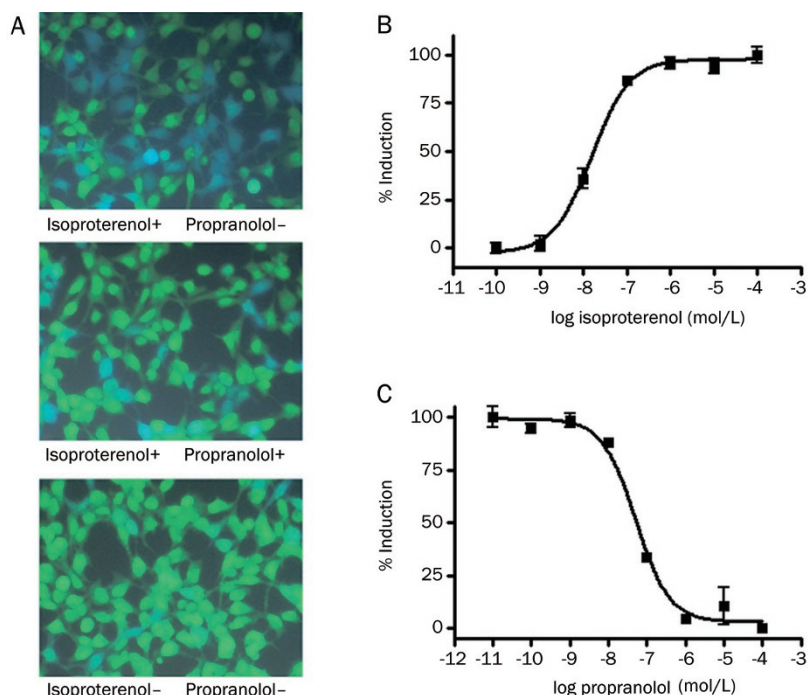 A
Isoproterenol+ Propranolol–
Isoproterenol+ Propranolol+
Isoproterenol– Propranolol–
B
% Induction
100
75
50
25
0
-11 -10 -9 -8 -7 -6 -5 -4 -3
log isoproterenol (mol/L)
C
% Induction
100
75
50
25
0
-12 -11 -10 -9 -8 -7 -6 -5 -4 -3
log propranolol (mol/L)